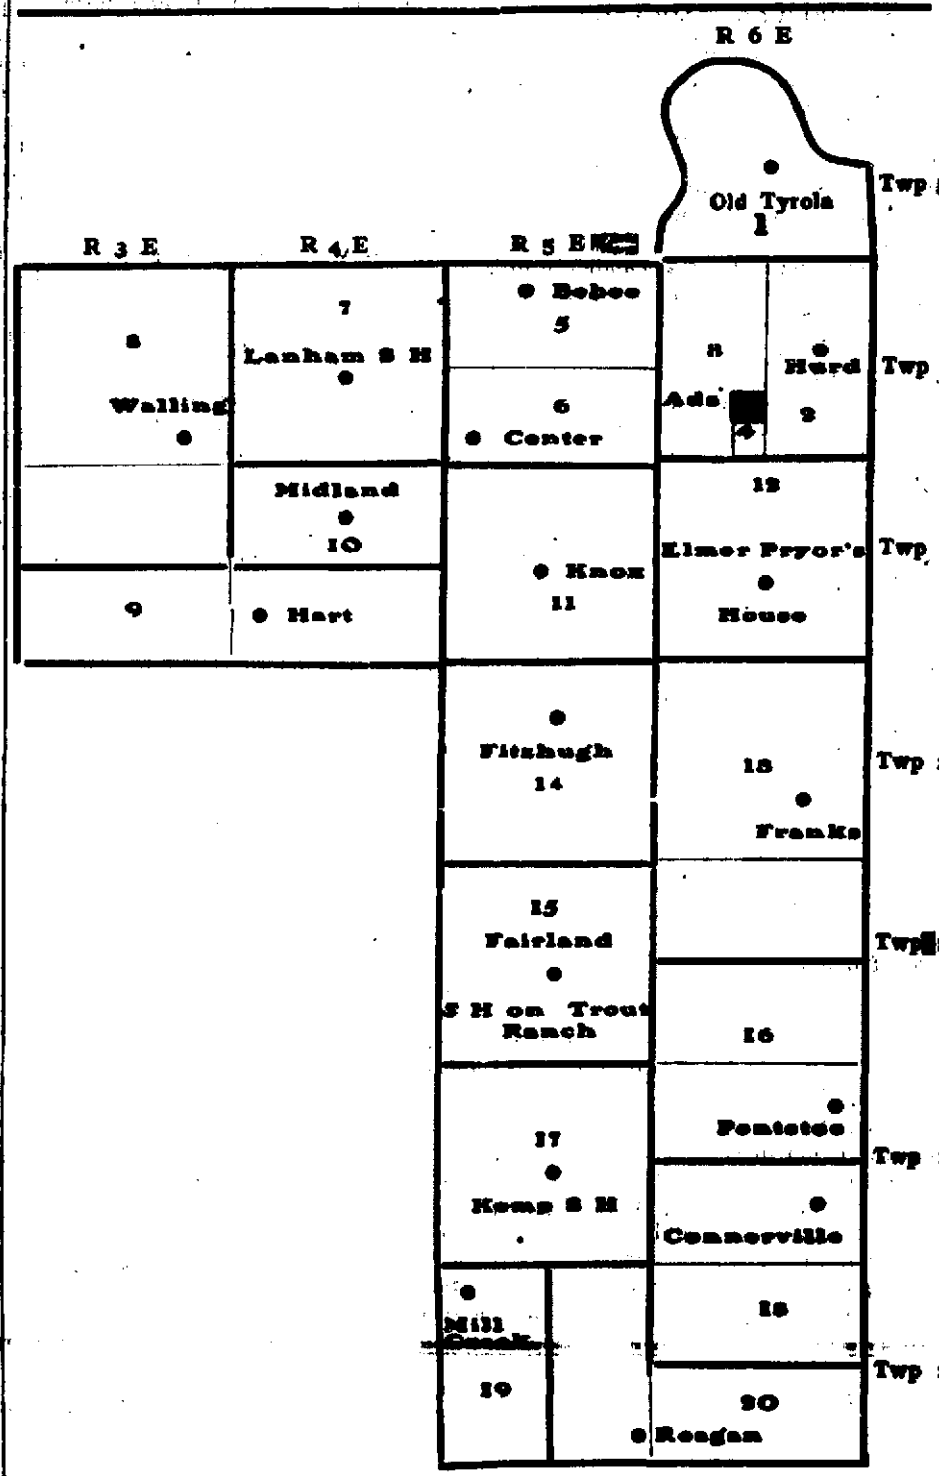 R 6 E
Old Tyrola
1
Twp
R 3 E
R 4 E
R 5 E
Bebee
5
7
Lanham S H
8
Walling
6
Center
Ada
4
Hurd
2
Twp
Midland
10
12
Elmer Pryor's
House
Twp
Knox
11
9
Hart
Fitzhugh
14
13
Franks
Twp
15
Fairland
S H on Trout
Ranch
Twp
16
Pontotoc
17
Kemp S H
Twp
Connerville
18
Mill
Creek
19
Twp
20
Reagan